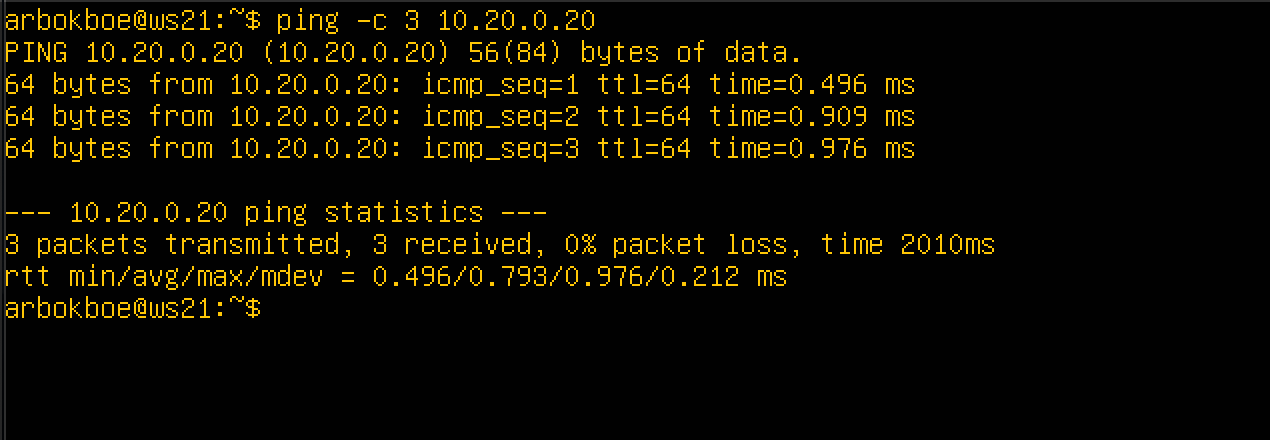 arbokboe@ws21:~$ ping -c 3 10.20.0.20
PING 10.20.0.20 (10.20.0.20) 56(84) bytes of data.
64 bytes from 10.20.0.20: icmp_seq=1 ttl=64 time=0.496 ms
64 bytes from 10.20.0.20: icmp_seq=2 ttl=64 time=0.909 ms
64 bytes from 10.20.0.20: icmp_seq=3 ttl=64 time=0.976 ms
--- 10.20.0.20 ping statistics ---
3 packets transmitted, 3 received, 0% packet loss, time 2010ms
rtt min/avg/max/mdev = 0.496/0.793/0.976/0.212 ms
arbokboe@ws21:~$